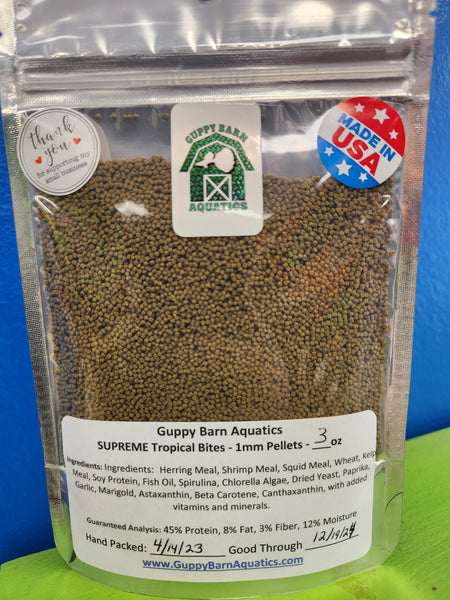 thank
you
for supporting my
small business
GUPPY BARN
AQUATICS
MADE IN
USA
Guppy Barn Aquatics
SUPREME Tropical Bites - 1mm Pellets - 3 oz
Ingredients: Ingredients: Herring Meal, Shrimp Meal, Squid Meal, Wheat, Kelp
Meal, Soy Protein, Fish Oil, Spirulina, Chlorella Algae, Dried Yeast, Paprika,
Garlic, Marigold, Astaxanthin, Beta Carotene, Canthaxanthin, with added
vitamins and minerals.
Guaranteed Analysis: 45% Protein, 8% Fat, 3% Fiber, 12% Moisture
Hand Packed: 4/14/23 Good Through 12/19/24
www.GuppyBarnAquatics.com